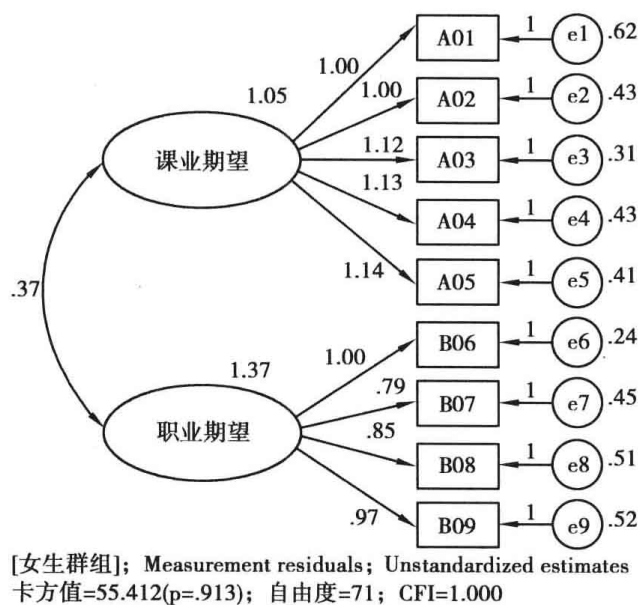 A01 1 e1 .62
1.00
1.05
1.00 A02 1 e2 .43
课业期望 1.12 A03 1 e3 .31
1.13
A04 1 e4 .43
1.14
A05 1 e5 .41
.37
B06 1 e6 .24
1.00
1.37
.79 B07 1 e7 .45
职业期望 .85
B08 1 e8 .51
.97
B09 1 e9 .52
[女生群组]; Measurement residuals; Unstandardized estimates
卡方值=55.412(p=.913); 自由度=71; CFI=1.000